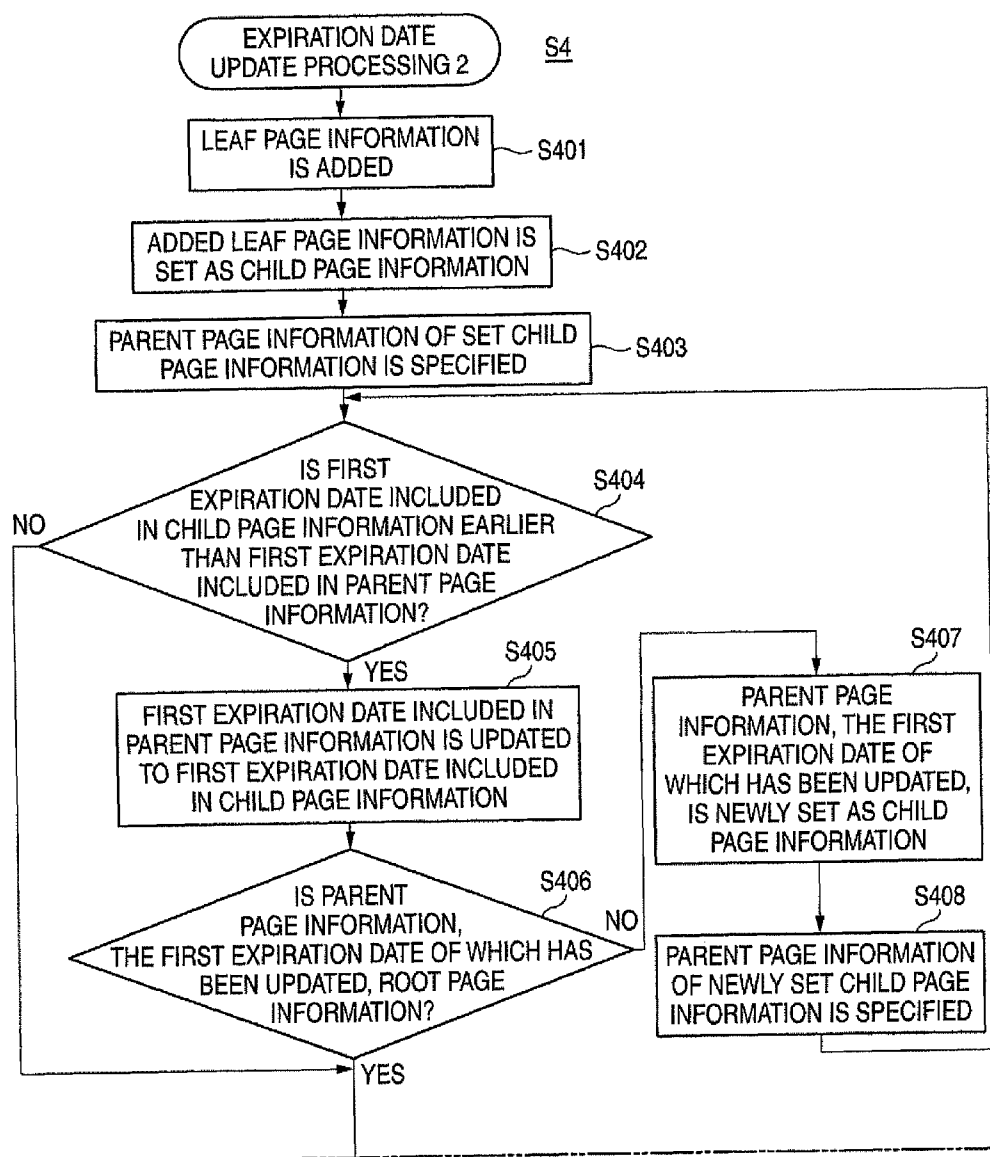 EXPIRATION DATE
UPDATE PROCESSING 2
S4
LEAF PAGE INFORMATION
IS ADDED
S401
ADDED LEAF PAGE INFORMATION IS
SET AS CHILD PAGE INFORMATION
S402
PARENT PAGE INFORMATION OF SET CHILD
PAGE INFORMATION IS SPECIFIED
S403
IS FIRST
EXPIRATION DATE INCLUDED
IN CHILD PAGE INFORMATION EARLIER
THAN FIRST EXPIRATION DATE
INCLUDED IN PARENT PAGE
INFORMATION?
S404
NO
YES
S405
FIRST EXPIRATION DATE INCLUDED IN
PARENT PAGE INFORMATION IS UPDATED
TO FIRST EXPIRATION DATE INCLUDED
IN CHILD PAGE INFORMATION
IS PARENT
PAGE INFORMATION,
THE FIRST EXPIRATION DATE OF WHICH HAS
BEEN UPDATED, ROOT PAGE
INFORMATION?
S406
NO
YES
S407
PARENT PAGE
INFORMATION, THE FIRST
EXPIRATION DATE OF
WHICH HAS BEEN UPDATED,
IS NEWLY SET AS CHILD
PAGE INFORMATION
S408
PARENT PAGE INFORMATION
OF NEWLY SET CHILD PAGE
INFORMATION IS SPECIFIED